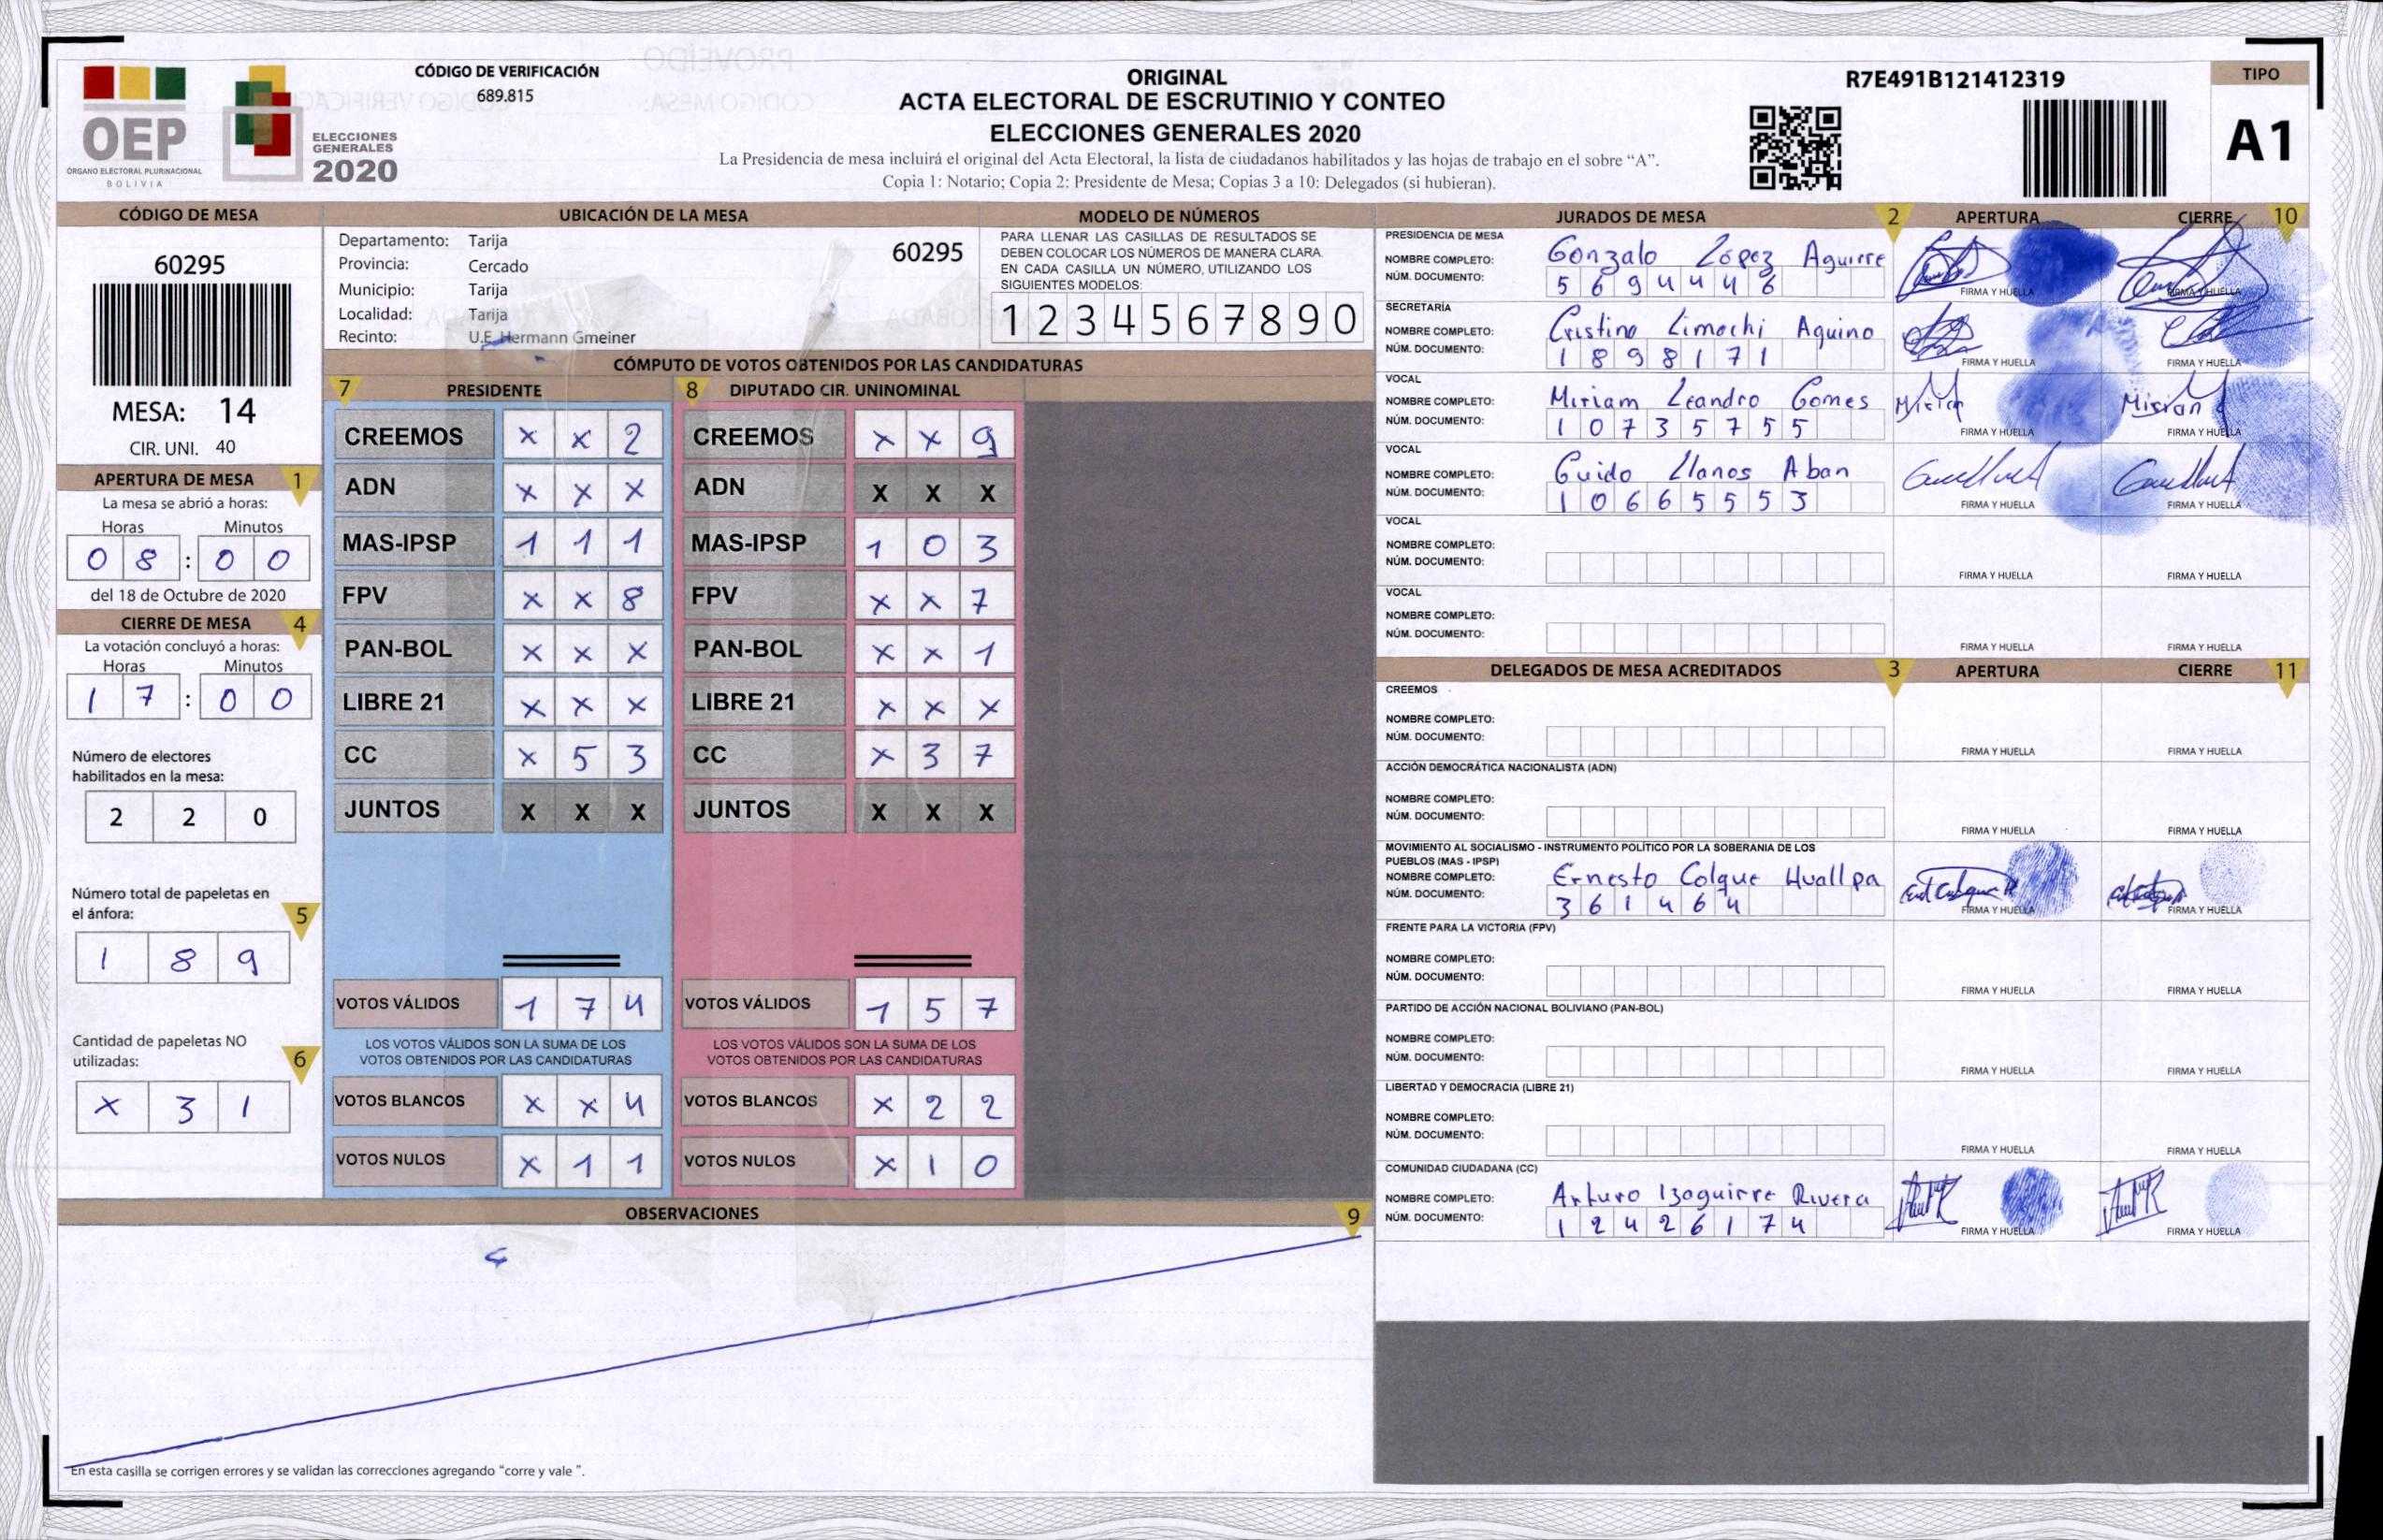 CÓDIGO DE VERIFICACIÓN
689.815
OEP
ÓRGANO ELECTORAL PLURINACIONAL
BOLIVIA
ELECCIONES
GENERALES
2020
ORIGINAL
ACTA ELECTORAL DE ESCRUTINIO Y CONTEO
ELECCIONES GENERALES 2020
La Presidencia de mesa incluirá el original del Acta Electoral, la lista de ciudadanos habilitados y las hojas de trabajo en el sobre “A”.
Copia 1: Notario; Copia 2: Presidente de Mesa; Copias 3 a 10: Delegados (si hubieran).
R7E491B121412319
TIPO
A1
CÓDIGO DE MESA
60295
MESA: 14
CIR. UNI. 40
APERTURA DE MESA 1
La mesa se abrió a horas:
Horas Minutos
0 8 : 0 0
del 18 de Octubre de 2020
CIERRE DE MESA 4
La votación concluyó a horas:
Horas Minutos
1 7 : 0 0
Número de electores
habilitados en la mesa:
2 2 0
Número total de papeletas en
el ánfora: 5
1 8 9
Cantidad de papeletas NO
utilizadas: 6
X 3 1
UBICACIÓN DE LA MESA
Departamento: Tarija
Provincia: Cercado
Municipio: Tarija
Localidad: Tarija
Recinto: U.E. Hermann Gmeiner
60295
MODELO DE NÚMEROS
PARA LLENAR LAS CASILLAS DE RESULTADOS SE
DEBEN COLOCAR LOS NÚMEROS DE MANERA CLARA.
EN CADA CASILLA UN NÚMERO, UTILIZANDO LOS
SIGUIENTES MODELOS:
1 2 3 4 5 6 7 8 9 0
CÓMPUTO DE VOTOS OBTENIDOS POR LAS CANDIDATURAS
7 PRESIDENTE 8 DIPUTADO CIR. UNINOMINAL
CREEMOS X X 2 CREEMOS X X 9
ADN X X X ADN X X X
MAS-IPSP 1 1 1 MAS-IPSP 1 0 3
FPV X X 8 FPV X X 7
PAN-BOL X X X PAN-BOL X X 1
LIBRE 21 X X X LIBRE 21 X X X
CC X 5 3 CC X 3 7
JUNTOS X X X JUNTOS X X X
VOTOS VÁLIDOS 1 7 4 VOTOS VÁLIDOS 1 5 7
LOS VOTOS VÁLIDOS SON LA SUMA DE LOS LOS VOTOS VÁLIDOS SON LA SUMA DE LOS
VOTOS OBTENIDOS POR LAS CANDIDATURAS VOTOS OBTENIDOS POR LAS CANDIDATURAS
VOTOS BLANCOS X X 4 VOTOS BLANCOS X 2 2
VOTOS NULOS X 1 1 VOTOS NULOS X 1 0
OBSERVACIONES 9
En esta casilla se corrigen errores y se validan las correcciones agregando “corre y vale ”.
JURADOS DE MESA 2 APERTURA CIERRE 10
PRESIDENCIA DE MESA
NOMBRE COMPLETO: Gonzalo López Aguirre
NÚM. DOCUMENTO: 5 6 9 4 4 4 6
FIRMA Y HUELLA FIRMA Y HUELLA
SECRETARÍA
NOMBRE COMPLETO: Cristina Limachi Aquino
NÚM. DOCUMENTO: 1 8 9 8 1 7 1
FIRMA Y HUELLA FIRMA Y HUELLA
VOCAL
NOMBRE COMPLETO: Miriam Leandro Gomes
NÚM. DOCUMENTO: 1 0 7 3 5 7 5 5
FIRMA Y HUELLA FIRMA Y HUELLA
VOCAL
NOMBRE COMPLETO: Guido Llanos Aban
NÚM. DOCUMENTO: 1 0 6 6 5 5 5 3
FIRMA Y HUELLA FIRMA Y HUELLA
VOCAL
NOMBRE COMPLETO:
NÚM. DOCUMENTO:
FIRMA Y HUELLA FIRMA Y HUELLA
VOCAL
NOMBRE COMPLETO:
NÚM. DOCUMENTO:
FIRMA Y HUELLA FIRMA Y HUELLA
DELEGADOS DE MESA ACREDITADOS 3 APERTURA CIERRE 11
CREEMOS
NOMBRE COMPLETO:
NÚM. DOCUMENTO:
FIRMA Y HUELLA FIRMA Y HUELLA
ACCIÓN DEMOCRÁTICA NACIONALISTA (ADN)
NOMBRE COMPLETO:
NÚM. DOCUMENTO:
FIRMA Y HUELLA FIRMA Y HUELLA
MOVIMIENTO AL SOCIALISMO - INSTRUMENTO POLÍTICO POR LA SOBERANIA DE LOS
PUEBLOS (MAS - IPSP)
NOMBRE COMPLETO: Ernesto Colque Huallpa
NÚM. DOCUMENTO: 3 6 1 4 6 4
FIRMA Y HUELLA FIRMA Y HUELLA
FRENTE PARA LA VICTORIA (FPV)
NOMBRE COMPLETO:
NÚM. DOCUMENTO:
FIRMA Y HUELLA FIRMA Y HUELLA
PARTIDO DE ACCIÓN NACIONAL BOLIVIANO (PAN-BOL)
NOMBRE COMPLETO:
NÚM. DOCUMENTO:
FIRMA Y HUELLA FIRMA Y HUELLA
LIBERTAD Y DEMOCRACIA (LIBRE 21)
NOMBRE COMPLETO:
NÚM. DOCUMENTO:
FIRMA Y HUELLA FIRMA Y HUELLA
COMUNIDAD CIUDADANA (CC)
NOMBRE COMPLETO: Arturo Izaguirre Rivera
NÚM. DOCUMENTO: 1 2 4 2 6 1 7 4
FIRMA Y HUELLA FIRMA Y HUELLA